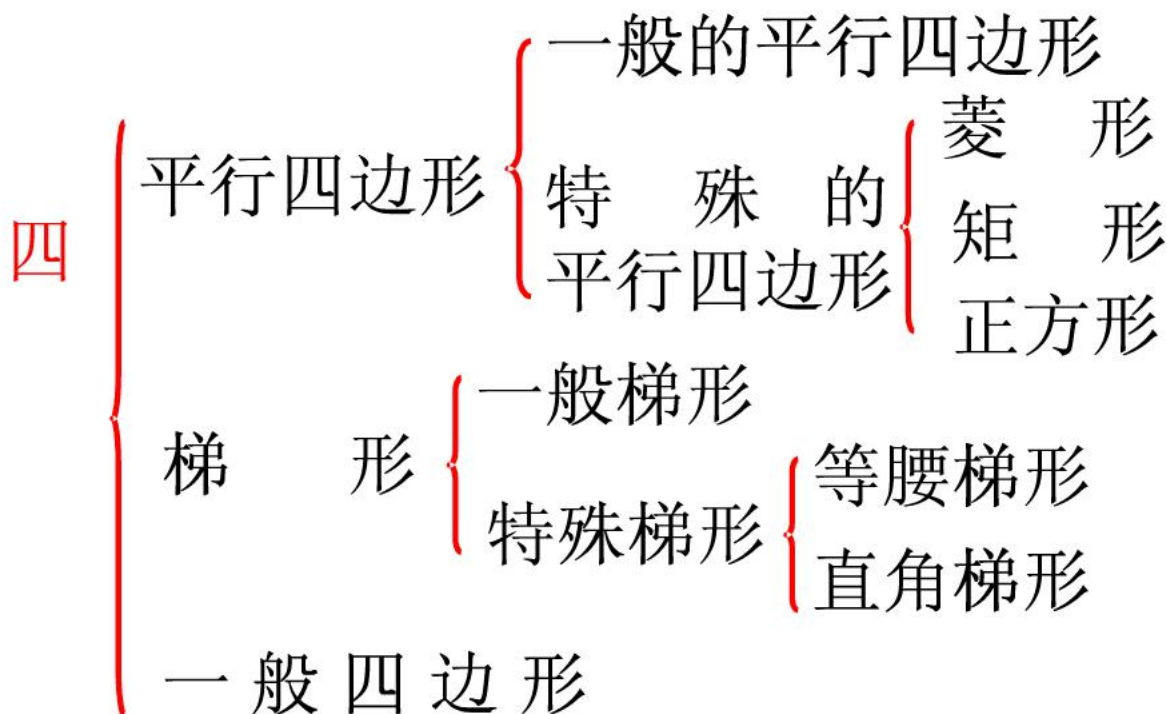 一般的平行四边形
菱 形
平行四边形
特 殊 的
平行四边形
矩 形
四
正方形
一般梯形
梯 形
等腰梯形
特殊梯形
直角梯形
一般四边形